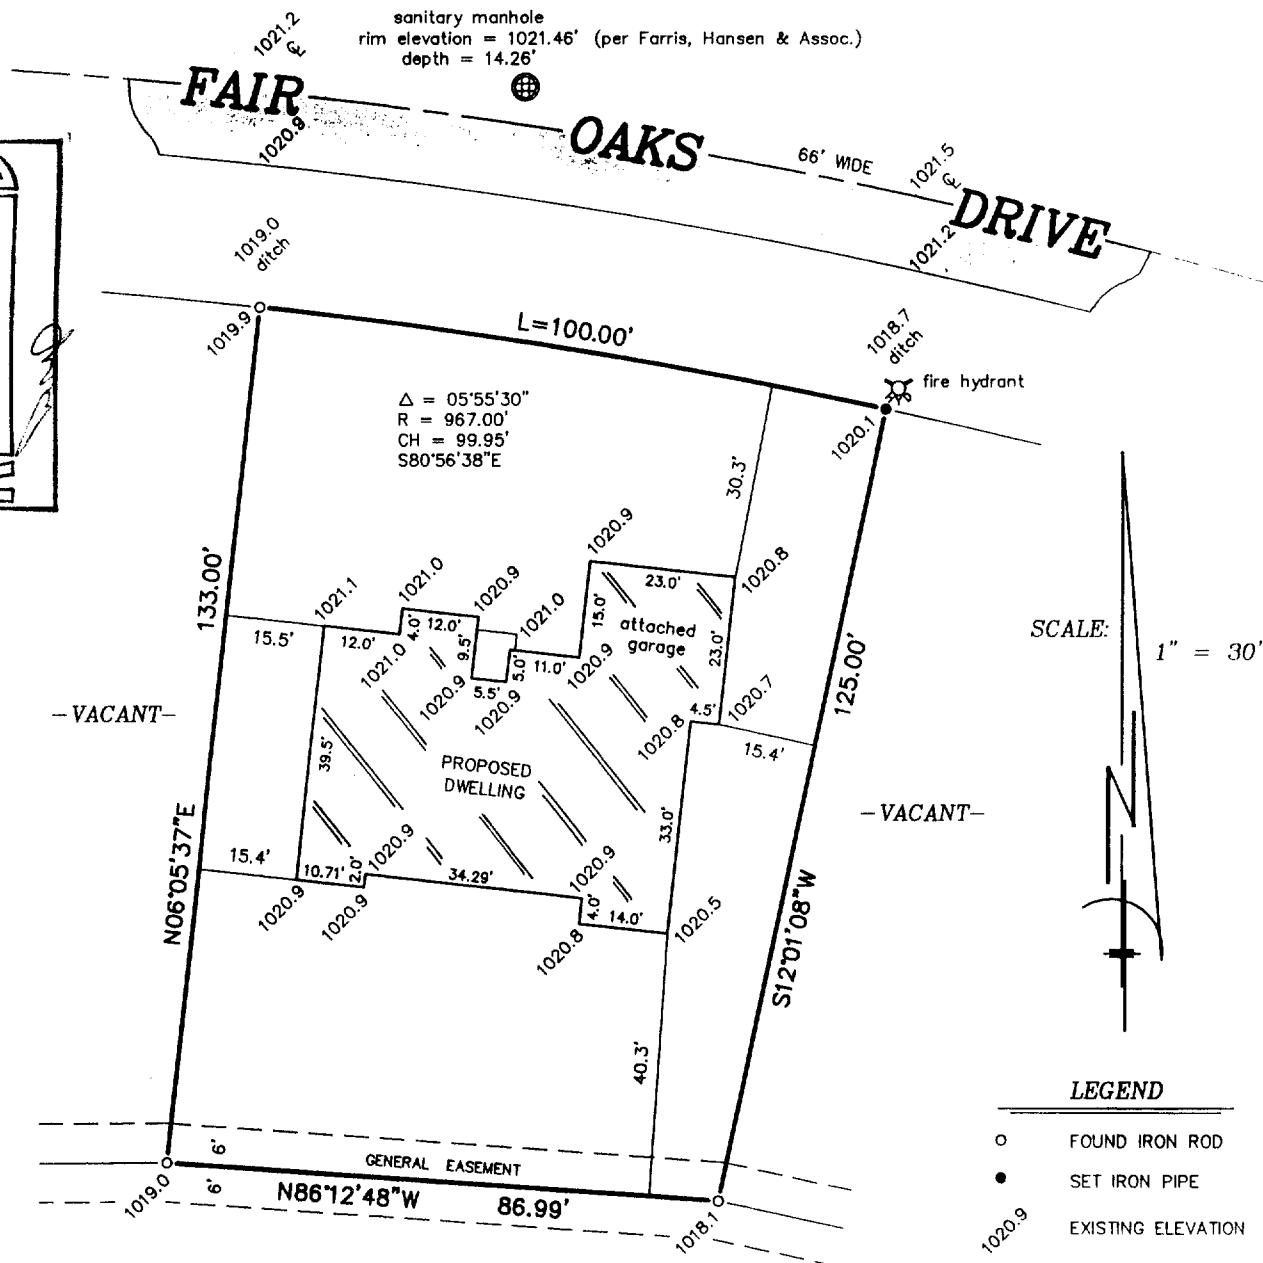 sanitary manhole
rim elevation = 1021.46' (per Farris, Hansen & Assoc.)
depth = 14.26'
1021.2
℄
FAIR OAKS DRIVE
1020.9
66' WIDE
1021.5
℄
1021.2
1019.0
ditch
1019.9
L=100.00'
1018.7
ditch
fire hydrant
1020.1
Δ = 05°55'30"
R = 967.00'
CH = 99.95'
S80°56'38"E
30.3'
133.00'
1020.9
23.0'
1020.8
15.0'
attached
garage
23.0'
1021.1
1021.0
1020.9
1021.0
15.5'
12.0'
4.0'
12.0'
9.5'
5.5'
5.0'
11.0'
1021.0
1020.9
1020.9
1020.9
1020.8
4.5'
1020.7
15.4'
125.00'
SCALE: 1" = 30'
-VACANT-
39.5'
PROPOSED
DWELLING
33.0'
-VACANT-
N
N06°05'37"E
15.4'
10.71'
2.0'
1020.9
34.29'
1020.9
4.0'
14.0'
1020.5
1020.9
1020.9
1020.8
S12°01'08"W
40.3'
6'
GENERAL EASEMENT
6'
N86°12'48"W 86.99'
1019.0
1018.1
LEGEND
FOUND IRON ROD
SET IRON PIPE
1020.9 EXISTING ELEVATION